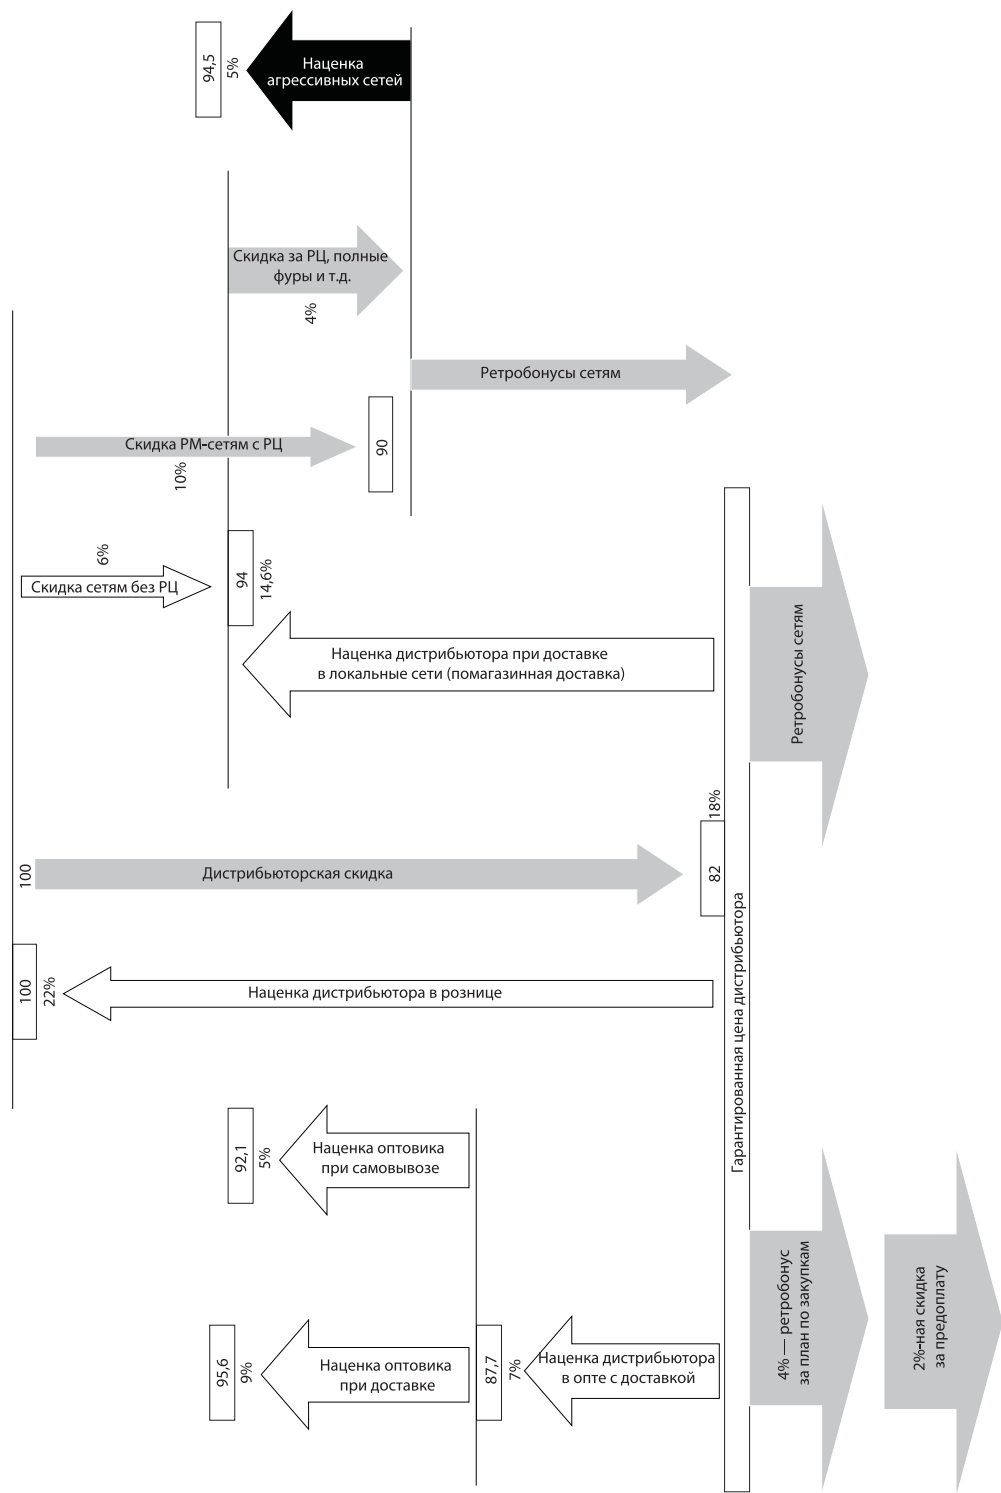 94,5
5%
Наценка
агрессивных сетей
Скидка за РЦ, полные
фуры и т.д.
4%
Ретробонусы сетям
Скидка РМ-сетям с РЦ
10%
90
6%
Скидка сетям без РЦ
94
14,6%
Наценка дистрибьютора при доставке
в локальные сети (помагазинная доставка)
Ретробонусы сетям
18%
100
Дистрибьюторская скидка
82
Гарантированная цена дистрибьютора
100
22%
Наценка дистрибьютора в рознице
92,1
5%
Наценка оптовика
при самовывозе
95,6
9%
Наценка оптовика
при доставке
87,7
7%
Наценка дистрибьютора
в опте с доставкой
4% — ретробонус
за план по закупкам
2%-ная скидка
за предоплату